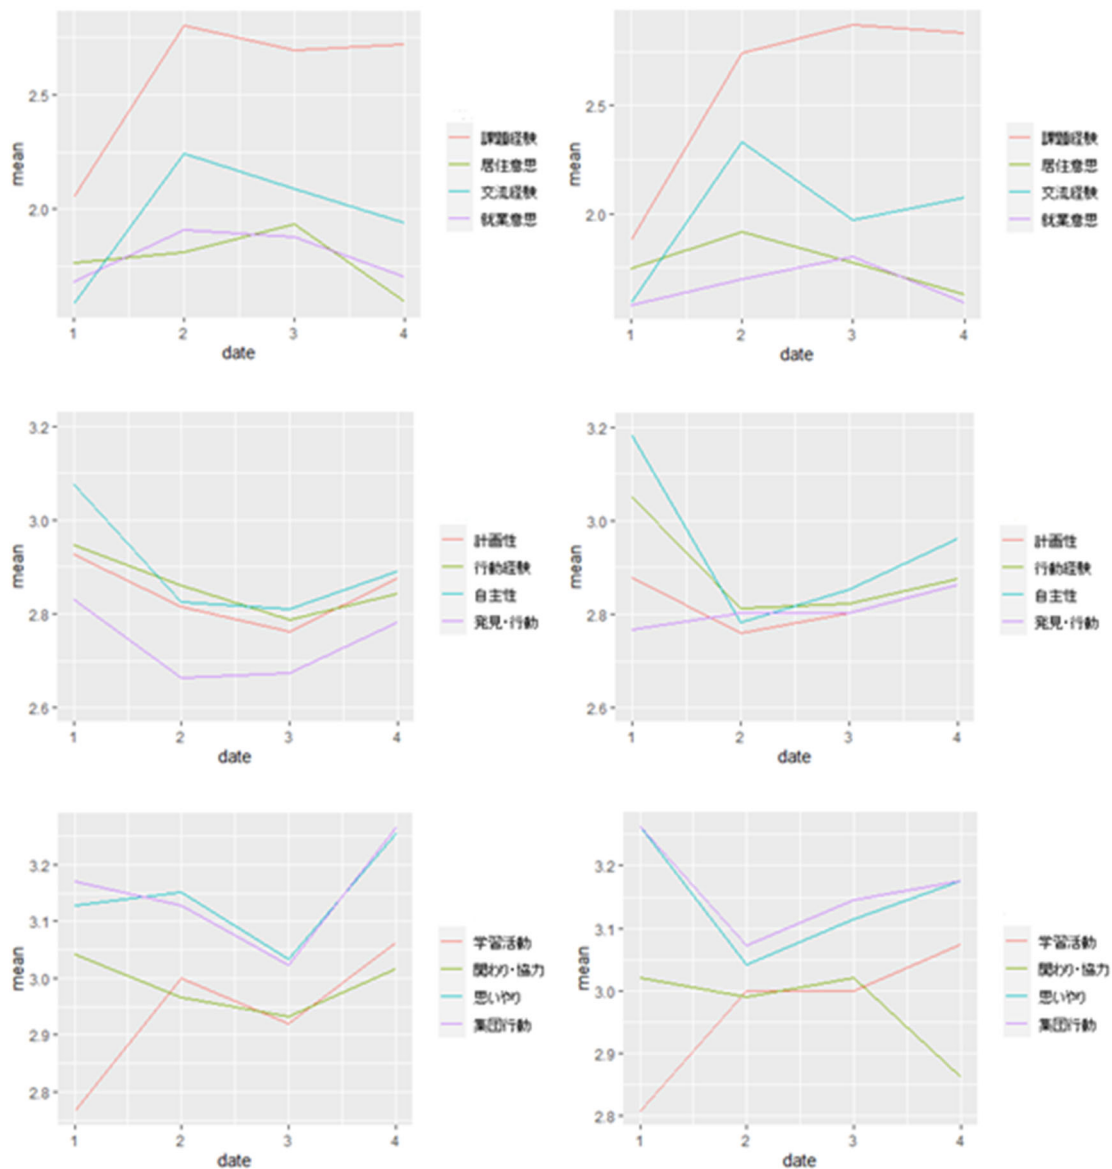 2.5
2.0
mean
1 2 3 4
date
課題経験
居住意思
交流経験
就業意思
2.5
2.0
mean
1 2 3 4
date
課題経験
居住意思
交流経験
就業意思
3.2
3.0
2.8
2.6
mean
1 2 3 4
date
計画性
行動経験
自主性
発見・行動
3.2
3.0
2.8
2.6
mean
1 2 3 4
date
計画性
行動経験
自主性
発見・行動
3.2
3.1
3.0
2.9
2.8
mean
1 2 3 4
date
学習活動
関わり・協力
思いやり
集団行動
3.2
3.1
3.0
2.9
2.8
mean
1 2 3 4
date
学習活動
関わり・協力
思いやり
集団行動